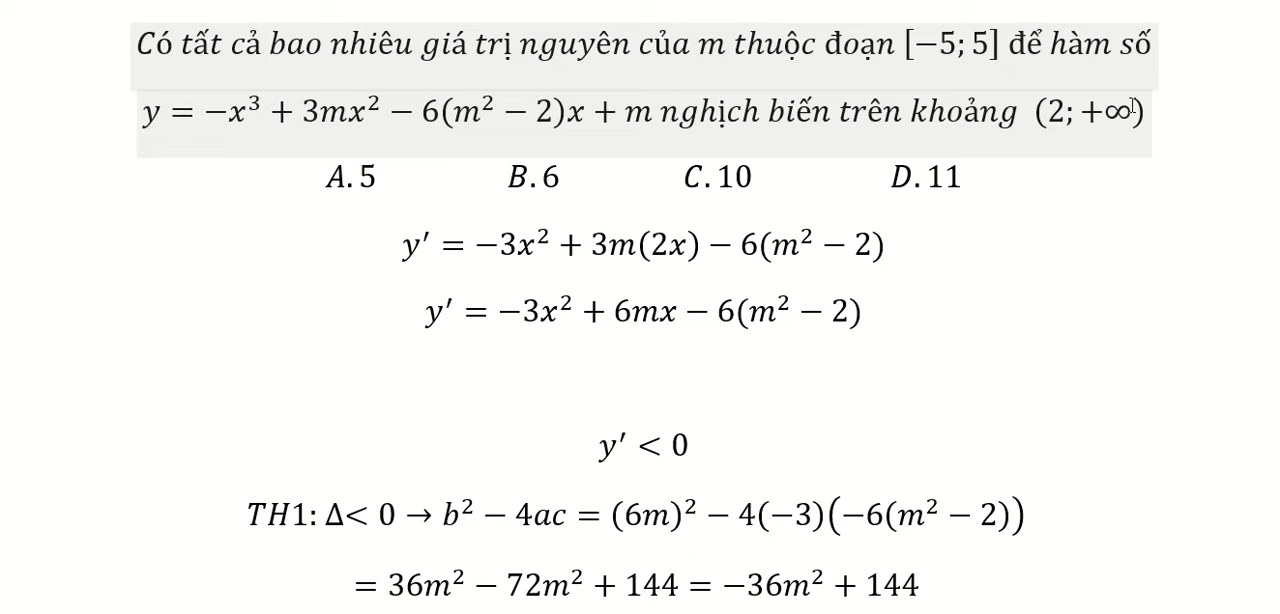 Có tất cả bao nhiêu giá trị nguyên của m thuộc đoạn [−5; 5] để hàm số
y = −x³ + 3mx² − 6(m² − 2)x + m nghịch biến trên khoảng (2; +∞)
A. 5 B. 6 C. 10 D. 11
y′ = −3x² + 3m(2x) − 6(m² − 2)
y′ = −3x² + 6mx − 6(m² − 2)
y′ < 0
TH1: Δ< 0 → b² − 4ac = (6m)² − 4(−3)(−6(m² − 2))
= 36m² − 72m² + 144 = −36m² + 144